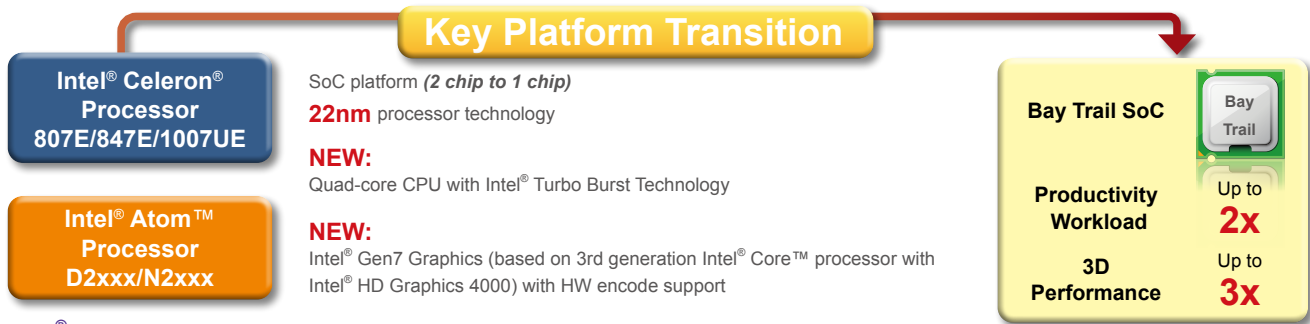 Key Platform Transition
Intel® Celeron®
Processor
807E/847E/1007UE
Intel® Atom™
Processor
D2xxx/N2xxx
SoC platform (2 chip to 1 chip)
22nm processor technology
NEW:
Quad-core CPU with Intel® Turbo Burst Technology
NEW:
Intel® Gen7 Graphics (based on 3rd generation Intel® Core™ processor with
Intel® HD Graphics 4000) with HW encode support
Bay Trail SoC
Bay
Trail
Productivity
Workload
Up to
2x
3D
Performance
Up to
3x
®